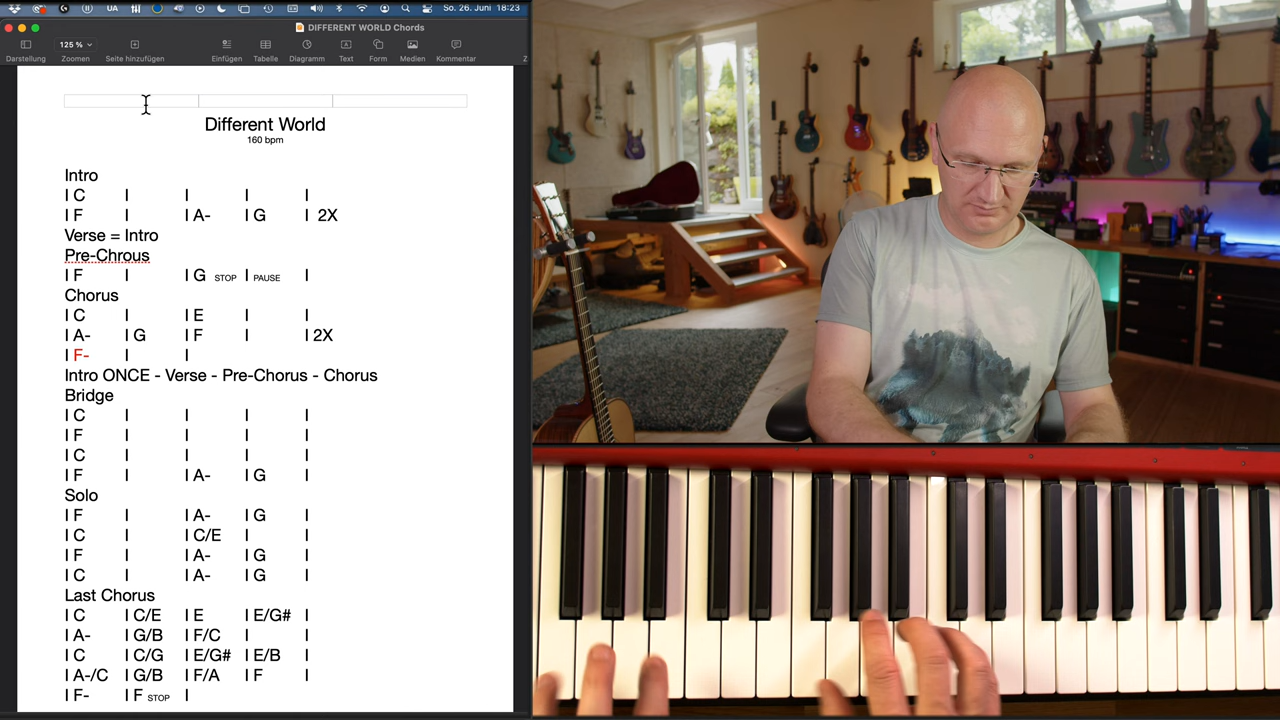 UA So. 26. Juni 18:23
DIFFERENT WORLD Chords
125 %
Darstellung Zoomen Seite hinzufügen Einfügen Tabelle Diagramm Text Form Medien Kommentar Z
Different World
160 bpm
Intro
I C I I I I
I F I I A- I G I 2X
Verse = Intro
Pre-Chrous
I F I I G STOP I PAUSE I
Chorus
I C I I E I I
I A- I G I F I I 2X
I F- I I
Intro ONCE - Verse - Pre-Chorus - Chorus
Bridge
I C I I I I
I F I I I I
I C I I I I
I F I I A- I G I
Solo
I F I I A- I G I
I C I I C/E I I
I F I I A- I G I
I C I I A- I G I
Last Chorus
I C I C/E I E I E/G# I
I A- I G/B I F/C I I
I C I C/G I E/G# I E/B I
I A-/C I G/B I F/A I F I
I F- I F STOP I